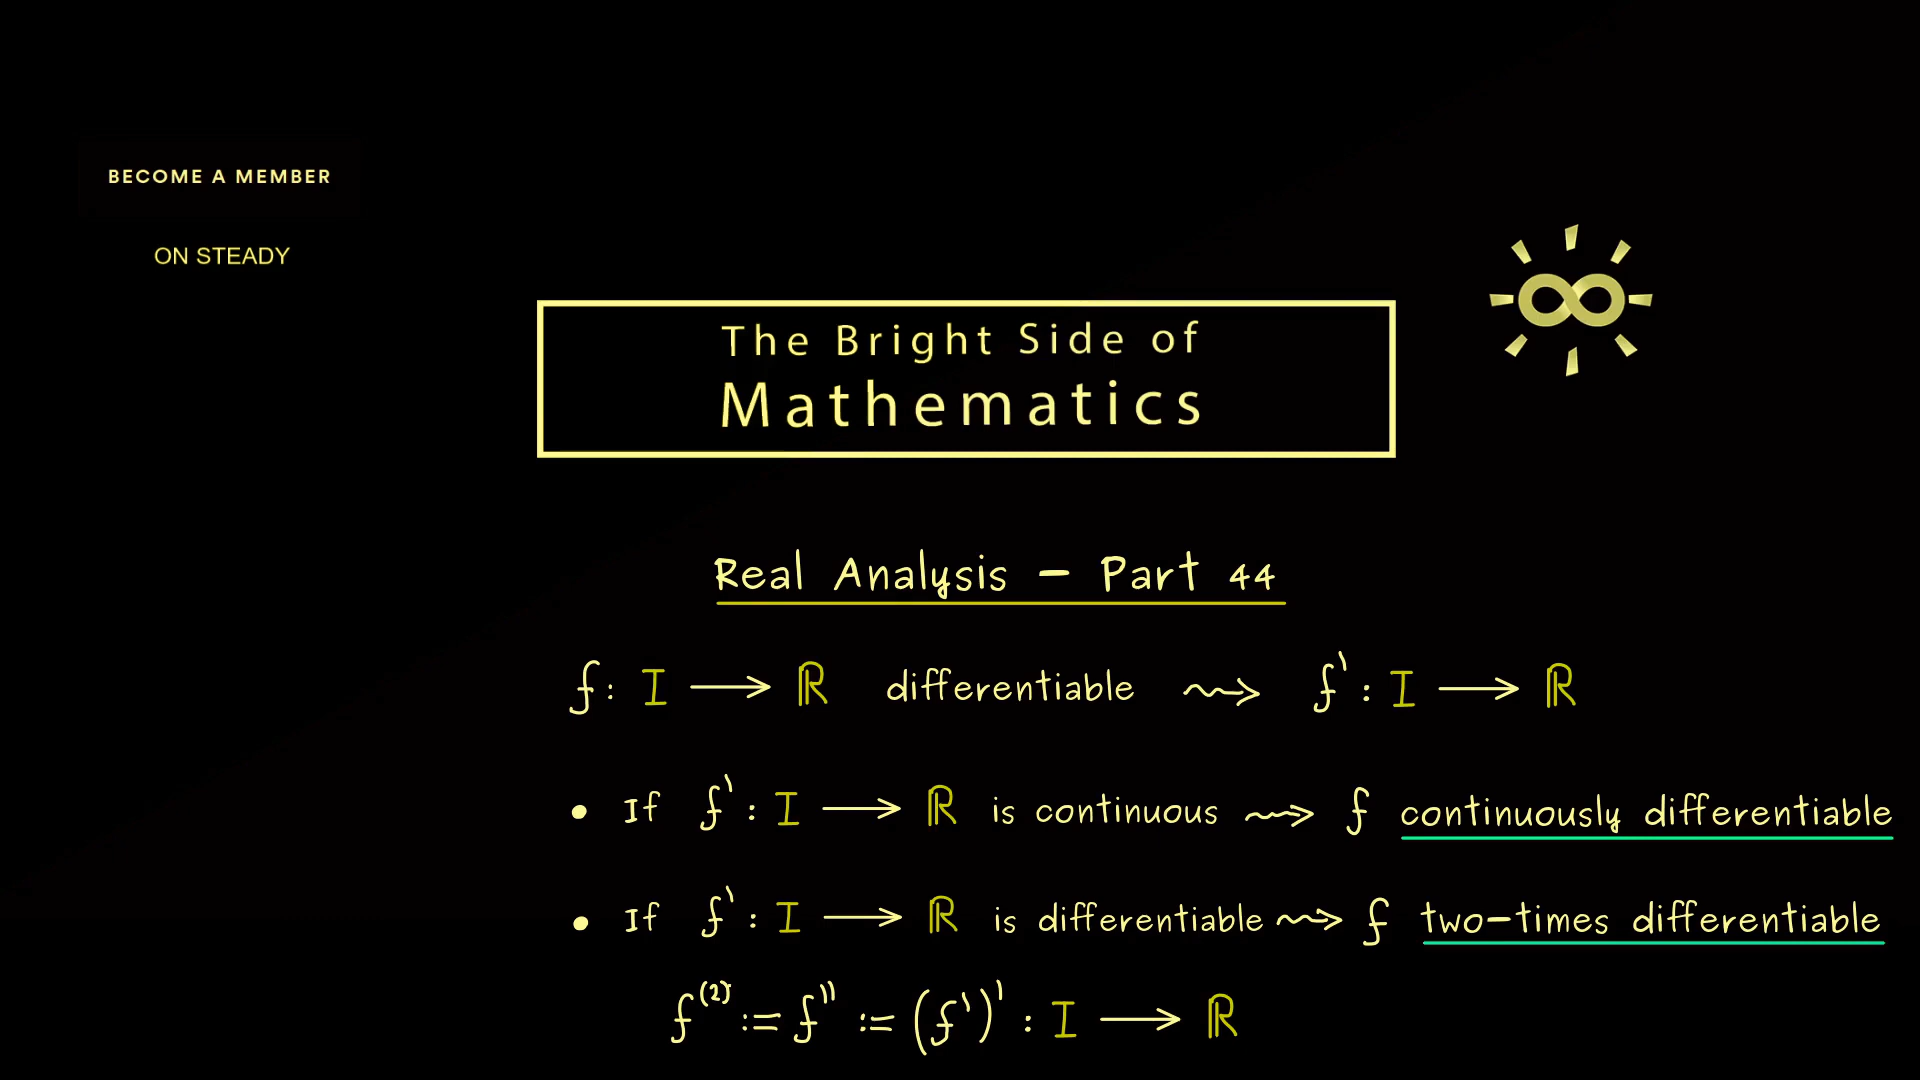 BECOME A MEMBER
ON STEADY
The Bright Side of
Mathematics
Real Analysis – Part 44
f: I ⟶ ℝ differentiable ⇝ f': I ⟶ ℝ
• If f': I ⟶ ℝ is continuous ⇝ f continuously differentiable
• If f': I ⟶ ℝ is differentiable ⇝ f two-times differentiable
f⁽²⁾ := f'' := (f')' : I ⟶ ℝ